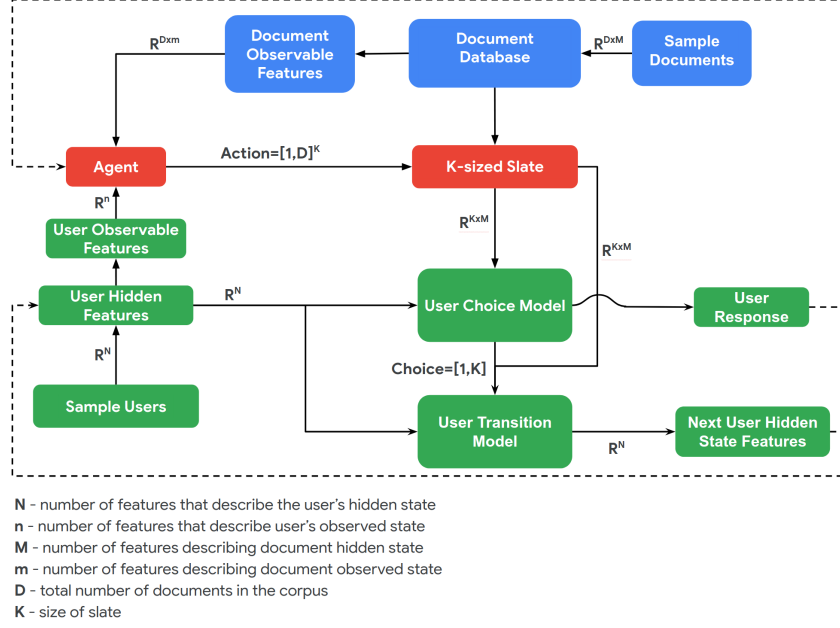 Document
Observable
Features
Document
Database
Sample
Documents
R^Dxm
R^DxM
Agent
Action=[1,D]^K
K-sized Slate
R^n
User Observable
Features
R^KxM
R^KxM
User Hidden
Features
R^N
User Choice Model
User
Response
R^N
Choice=[1,K]
Sample Users
User Transition
Model
R^N
Next User Hidden
State Features
N - number of features that describe the user's hidden state
n - number of features that describe user's observed state
M - number of features describing document hidden state
m - number of features describing document observed state
D - total number of documents in the corpus
K - size of slate